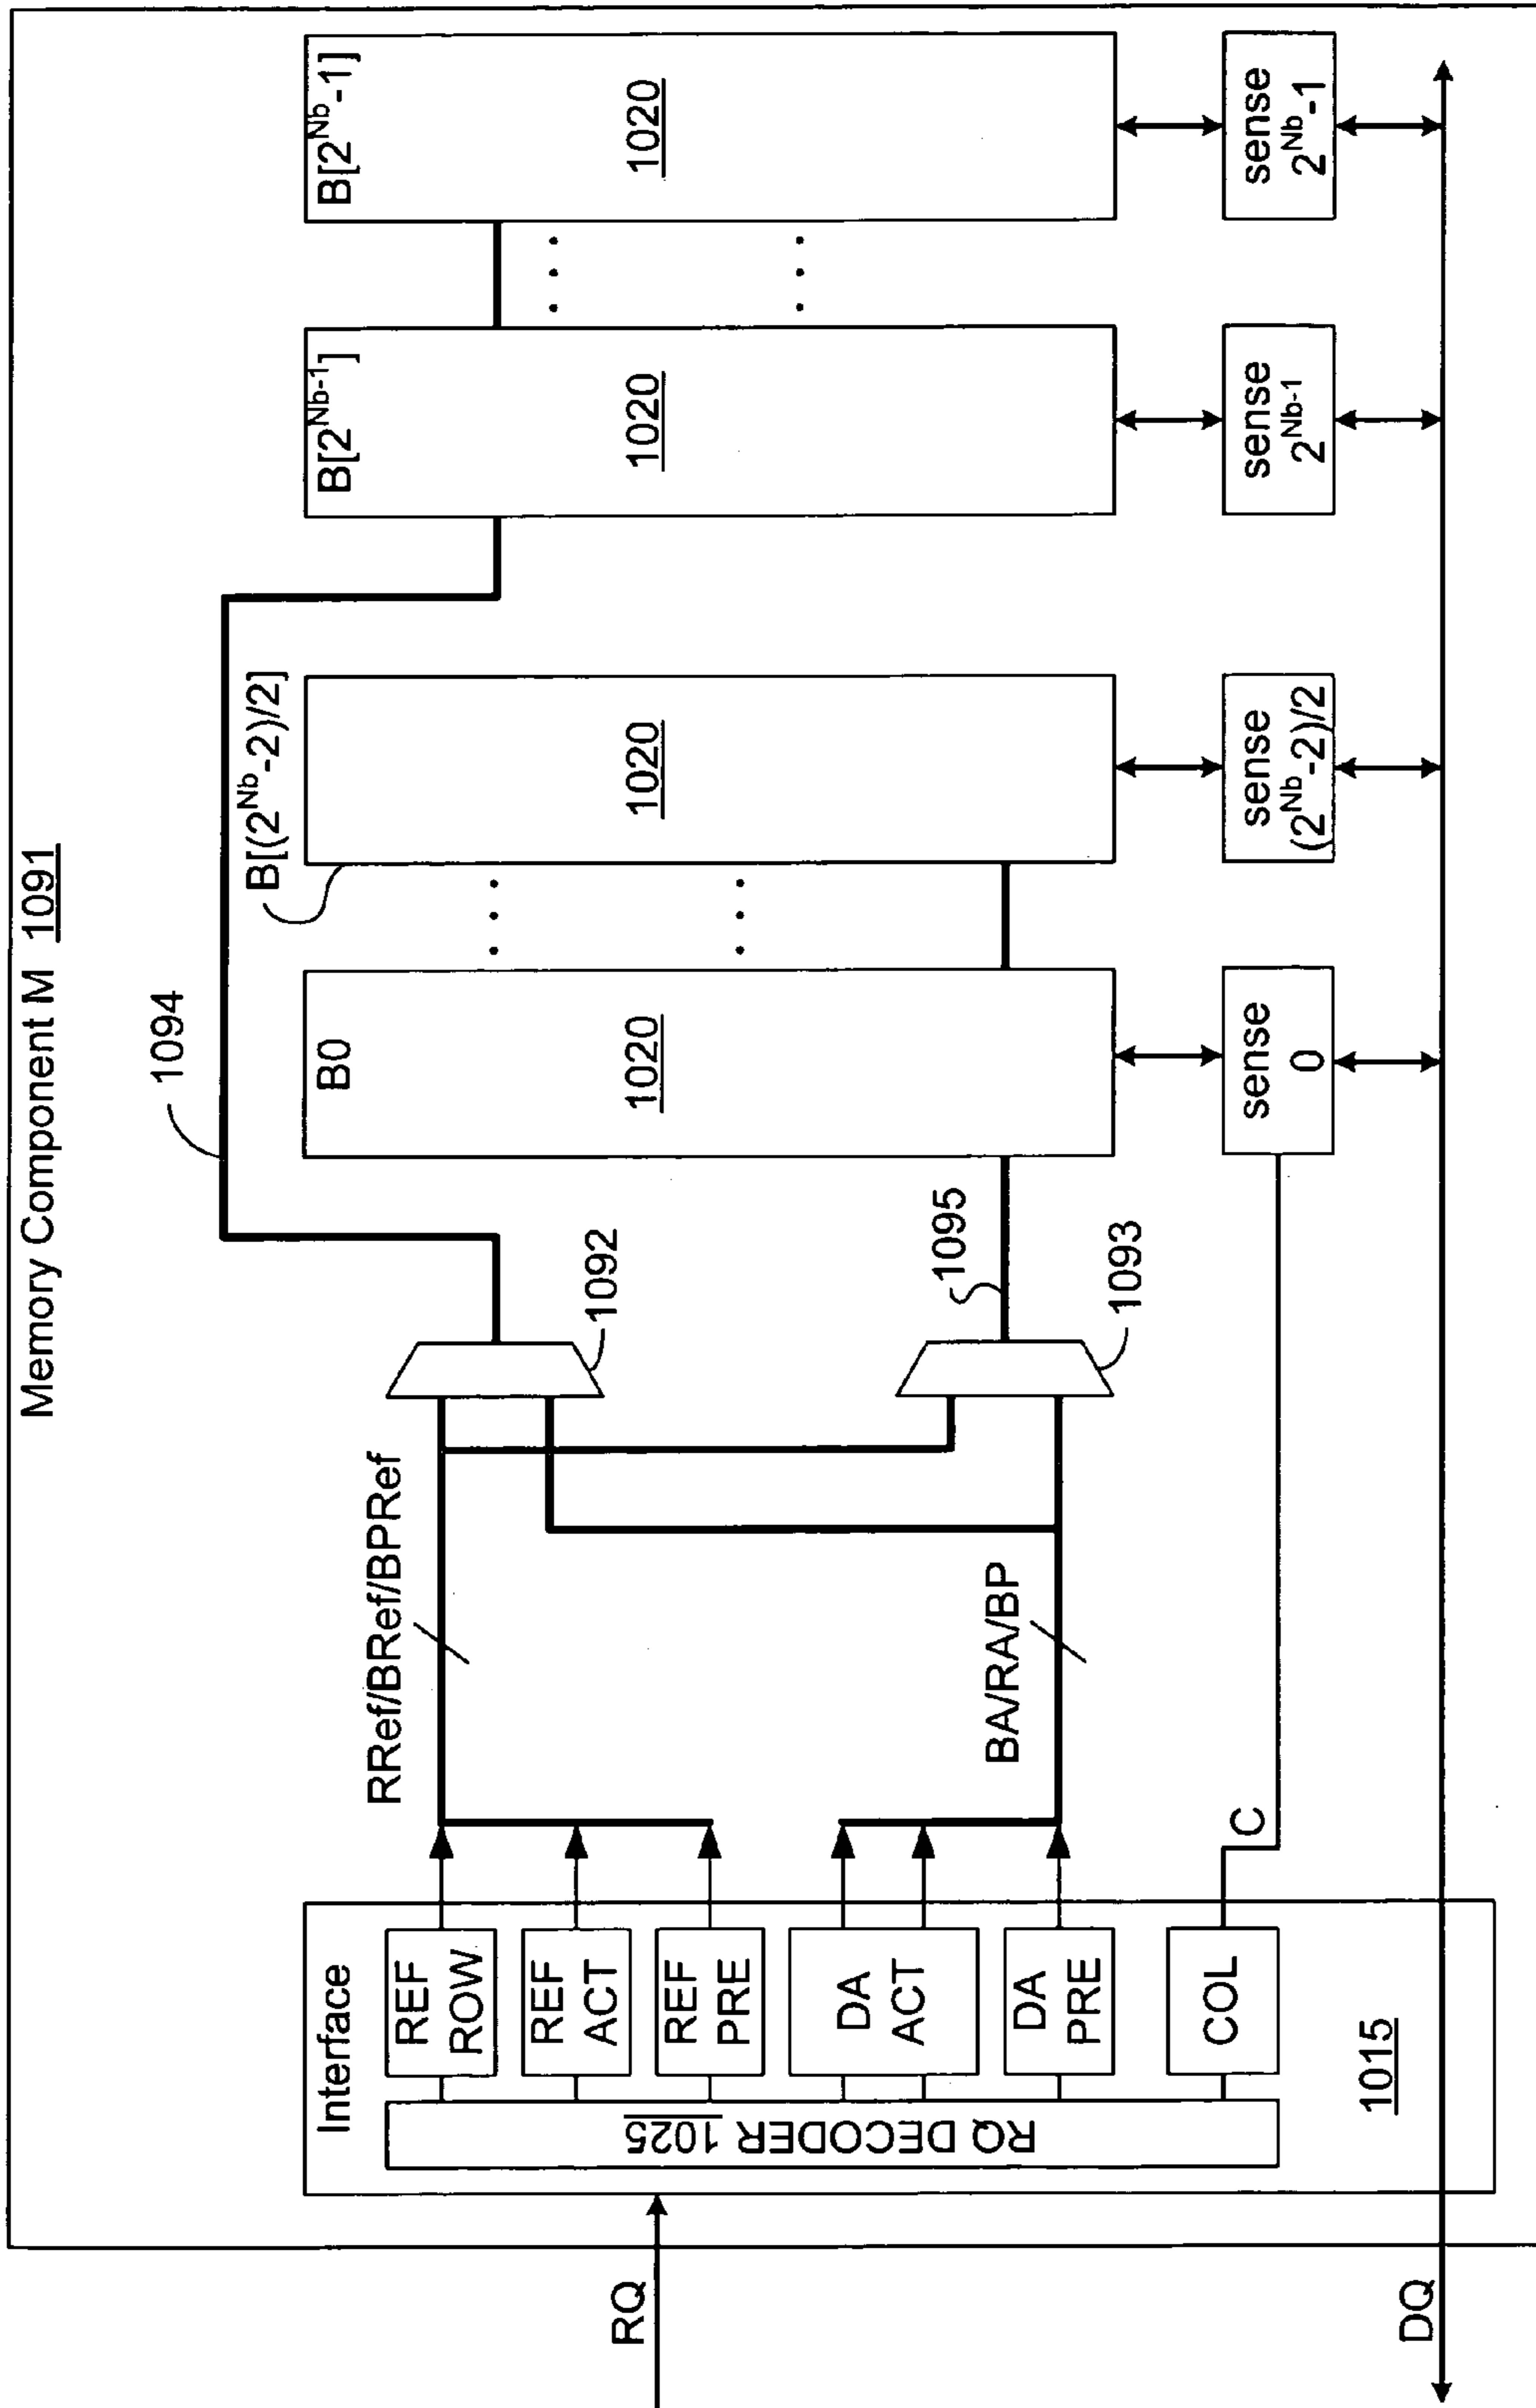 Memory Component M 1091
RQ
DQ
Interface
RQ DECODER 1025
REF
ROW
REF
ACT
REF
PRE
DA
ACT
DA
PRE
COL
1015
RRef/BRef/BPRef
BA/RA/BP
C
1092
1093
1094
1095
B0
1020
B[(2^Nb-2)/2]
1020
B[2^Nb-1]
1020
B[2^Nb-1]
1020
sense
0
sense
(2^Nb-2)/2
sense
2^Nb-1
sense
2^Nb-1